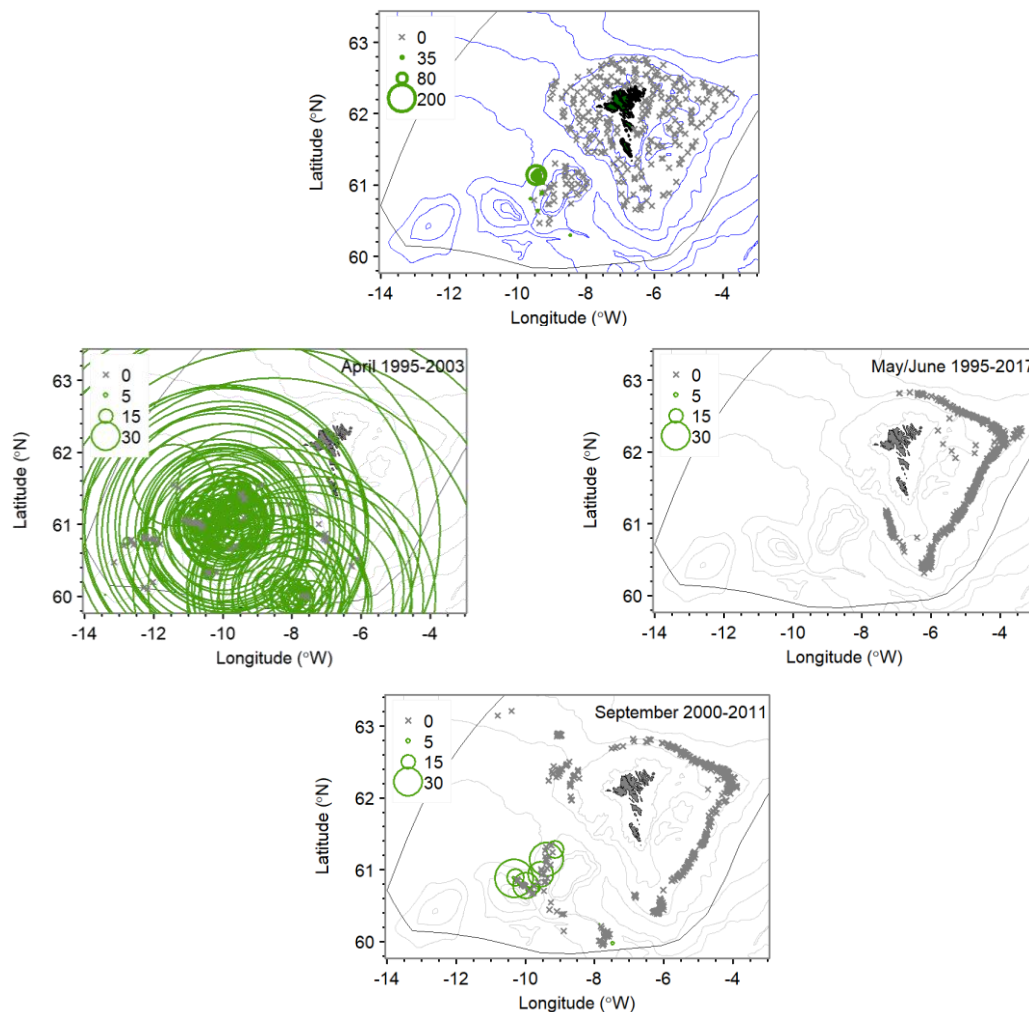 63
62
61
60
0
35
80
200
Latitude (°N)
-14 -12 -10 -8 -6 -4
Longitude (°W)
April 1995-2003
63
62
61
60
0
5
15
30
Latitude (°N)
-14 -12 -10 -8 -6 -4
Longitude (°W)
May/June 1995-2017
63
62
61
60
0
5
15
30
Latitude (°N)
-14 -12 -10 -8 -6 -4
Longitude (°W)
September 2000-2011
63
62
61
60
0
5
15
30
Latitude (°N)
-14 -12 -10 -8 -6 -4
Longitude (°W)